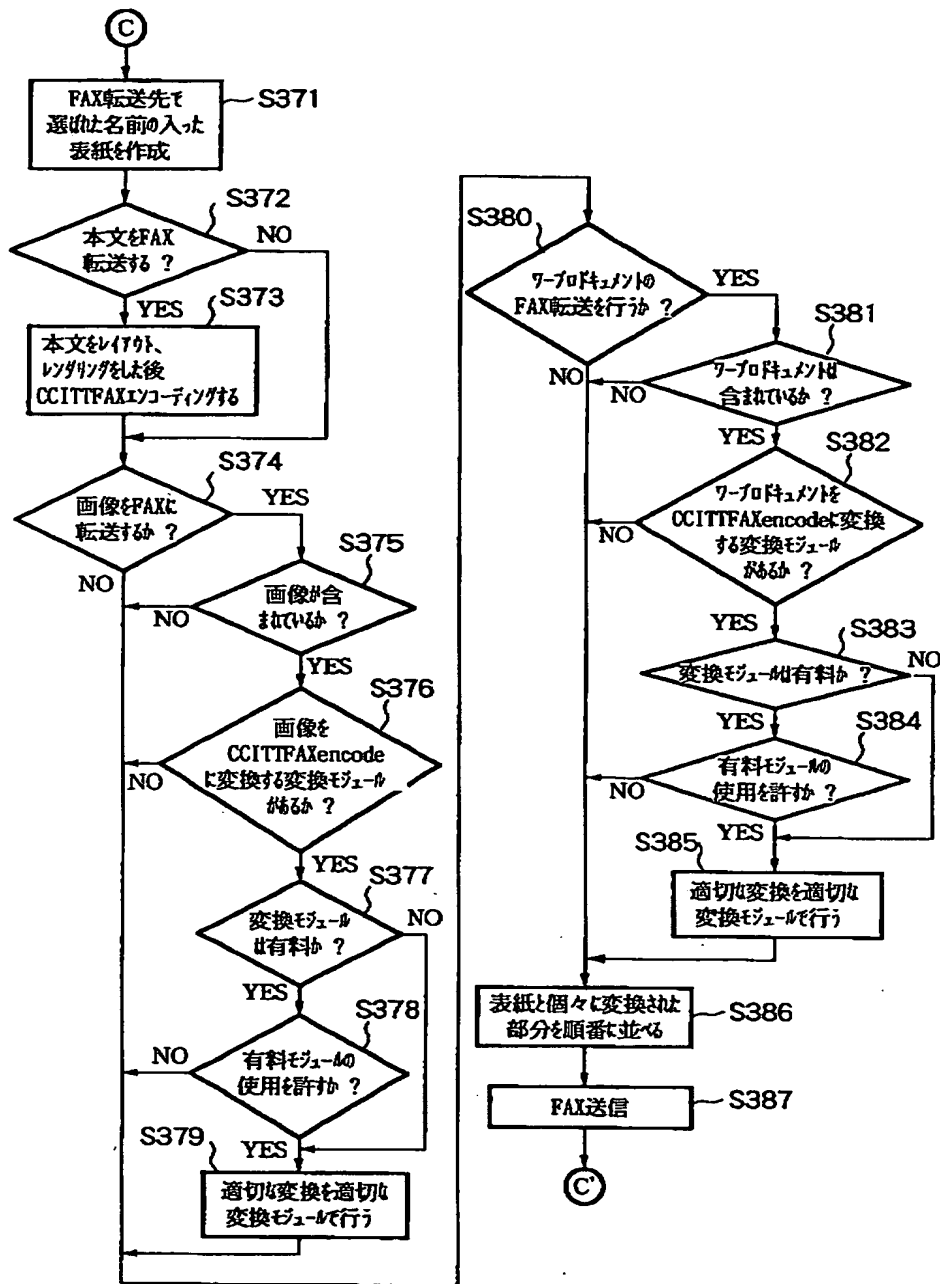 C
FAX転送先で
選ばれた名前の入った
表紙を作成
S371
S372
本文をFAX
転送する ?
NO
YES
S373
本文をレイアウト、
レンダリングをした後
CCITTFAXエンコーディングする
S374
画像をFAXに
転送するか ?
YES
NO
S375
画像が含
まれているか ?
NO
YES
S376
画像を
CCITTFAXencode
に変換する変換モジュール
があるか ?
NO
YES
S377
変換モジュール
は有料か ?
NO
YES
S378
有料モジュールの
使用を許すか ?
NO
YES
S379
適切な変換を適切な
変換モジュールで行う
S380
ワープロドキュメントの
FAX転送を行うか ?
YES
NO
S381
ワープロドキュメントは
含まれているか ?
NO
YES
S382
ワープロドキュメントを
CCITTFAXencodeに変換
する変換モジュール
があるか ?
NO
YES
S383
変換モジュールは有料か ?
NO
YES
S384
有料モジュールの
使用を許すか ?
NO
YES
S385
適切な変換を適切な
変換モジュールで行う
表紙と個々に変換された
部分を順番に並べる
S386
FAX送信
S387
C'